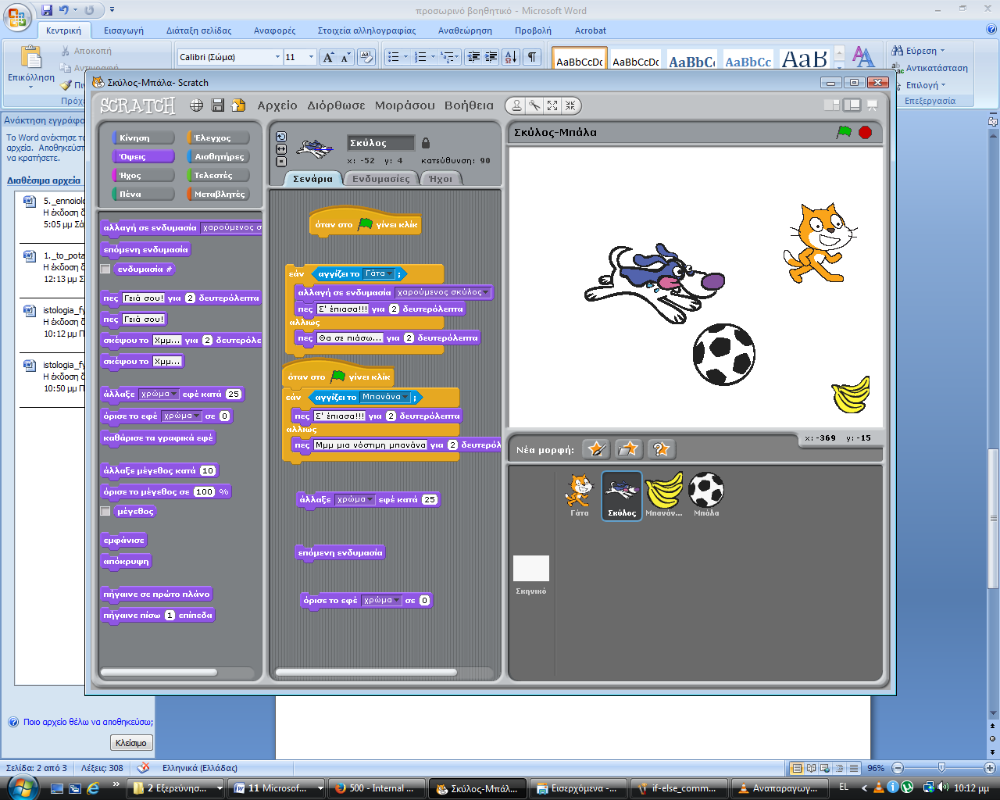 προσωρινό βοηθητικό - Microsoft Word
Κεντρική Εισαγωγή Διάταξη σελίδας Αναφορές Στοιχεία αλληλογραφίας Αναθεώρηση Προβολή Acrobat
Επικόλληση
Αποκοπή
Αντιγραφή
Calibri (Σώμα) 11
AaBbCcDc AaBbCcDc AaBbC AaBbCc AaB
Εύρεση
Αντικατάσταση
Επιλογή
Επεξεργασία
Ανάκτηση εγγράφο
Το Word ανέκτησε τα
αρχεία. Αποθηκεύστ
να κρατήσετε.
Διαθέσιμα αρχεία
5._ennoiol
Η έκδοση δ
5:05 μμ Σά
1._to_pota
Η έκδοση δ
12:13 μμ Σ
istologia_fy
Η έκδοση δ
10:12 μμ Π
istologia_fy
Η έκδοση δ
10:50 μμ Π
Ποιο αρχείο θέλω να αποθηκεύσω;
Κλείσιμο
Σκύλος-Μπάλα- Scratch
SCRATCH Αρχείο Διόρθωσε Μοιράσου Βοήθεια
Κίνηση Έλεγχος
Όψεις Αισθητήρες
Ήχος Τελεστές
Πένα Μεταβλητές
αλλαγή σε ενδυμασία χαρούμενος σ
επόμενη ενδυμασία
ενδυμασία #
πες Γειά σου! για 2 δευτερόλεπτα
πες Γειά σου!
σκέψου το Χμμ... για 2 δευτερόλε
σκέψου το Χμμ...
άλλαξε χρώμα εφέ κατά 25
όρισε το εφέ χρώμα σε 0
καθάρισε τα γραφικά εφέ
άλλαξε μέγεθος κατά 10
όρισε το μέγεθος σε 100 %
μέγεθος
εμφάνισε
απόκρυψη
πήγαινε σε πρώτο πλάνο
πήγαινε πίσω 1 επίπεδα
Σκύλος
x: -52 y: 4 κατεύθυνση: 90
Σενάρια Ενδυμασίες Ήχοι
όταν στο γίνει κλίκ
εάν αγγίζει το Γάτα ;
αλλαγή σε ενδυμασία χαρούμενος σκύλος
πες Σ' έπιασα!!! για 2 δευτερόλεπτα
αλλιώς
πες Θα σε πιάσω... για 2 δευτερόλεπτα
όταν στο γίνει κλίκ
εάν αγγίζει το Μπανάνα ;
πες Σ' έπιασα!!! για 2 δευτερόλεπτα
αλλιώς
πες Μμμ μια νόστιμη μπανάνα για 2 δευτερόλ
άλλαξε χρώμα εφέ κατά 25
επόμενη ενδυμασία
όρισε το εφέ χρώμα σε 0
Σκύλος-Μπάλα
x: -369 y: -15
Νέα μορφή:
Γάτα Σκύλος Μπανάν... Μπάλα
Σκηνικό
Σελίδα: 2 από 3 Λέξεις: 308 Ελληνικά (Ελλάδας) 96%
2 Εξερεύνησ... 11 Microsof... 500 - Internal ... Σκύλος-Μπάλ... Εισερχόμενα -... if-else_comm... Αναπαραγωγ... EL 10:12 μμ